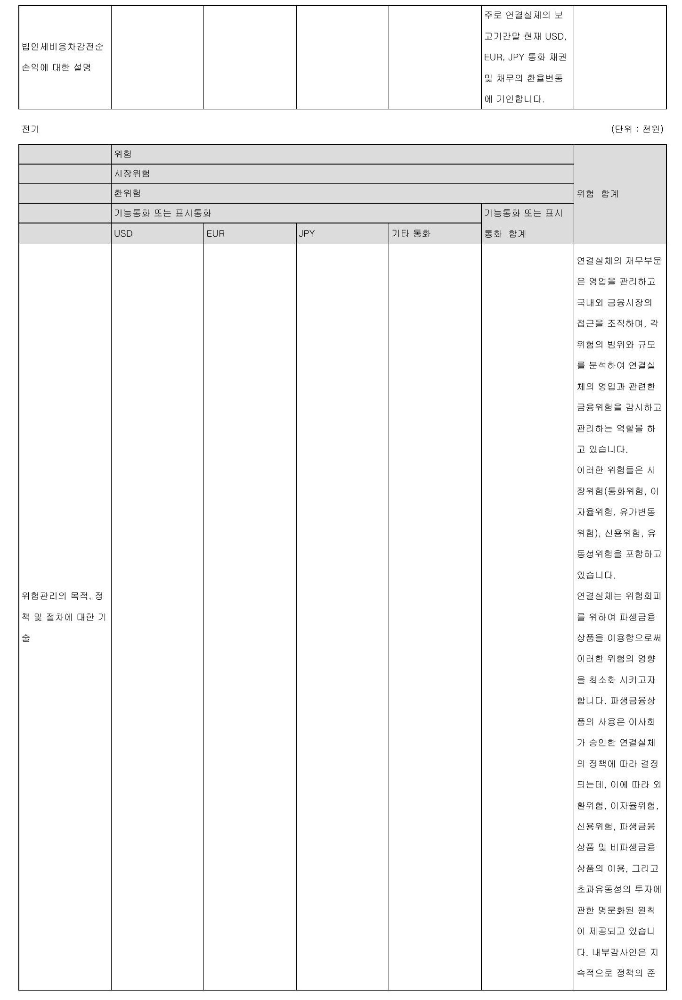 법인세비용차감전순
손익에 대한 설명
주로 연결실체의 보
고기간말 현재 USD,
EUR, JPY 통화 채권
및 채무의 환율변동
에 기인합니다.
전기
(단위 : 천원)
위험
시장위험
환위험
위험 합계
기능통화 또는 표시통화
기능통화 또는 표시
통화 합계
USD
EUR
JPY
기타 통화
위험관리의 목적, 정
책 및 절차에 대한 기
술
연결실체의 재무부문
은 영업을 관리하고
국내외 금융시장의
접근을 조직하며, 각
위험의 범위와 규모
를 분석하여 연결실
체의 영업과 관련한
금융위험을 감시하고
관리하는 역할을 하
고 있습니다.
이러한 위험들은 시
장위험(통화위험, 이
자율위험, 유가변동
위험), 신용위험, 유
동성위험을 포함하고
있습니다.
연결실체는 위험회피
를 위하여 파생금융
상품을 이용함으로써
이러한 위험의 영향
을 최소화 시키고자
합니다. 파생금융상
품의 사용은 이사회
가 승인한 연결실체
의 정책에 따라 결정
되는데, 이에 따라 외
환위험, 이자율위험,
신용위험, 파생금융
상품 및 비파생금융
상품의 이용, 그리고
초과유동성의 투자에
관한 명문화된 원칙
이 제공되고 있습니
다. 내부감사인은 지
속적으로 정책의 준